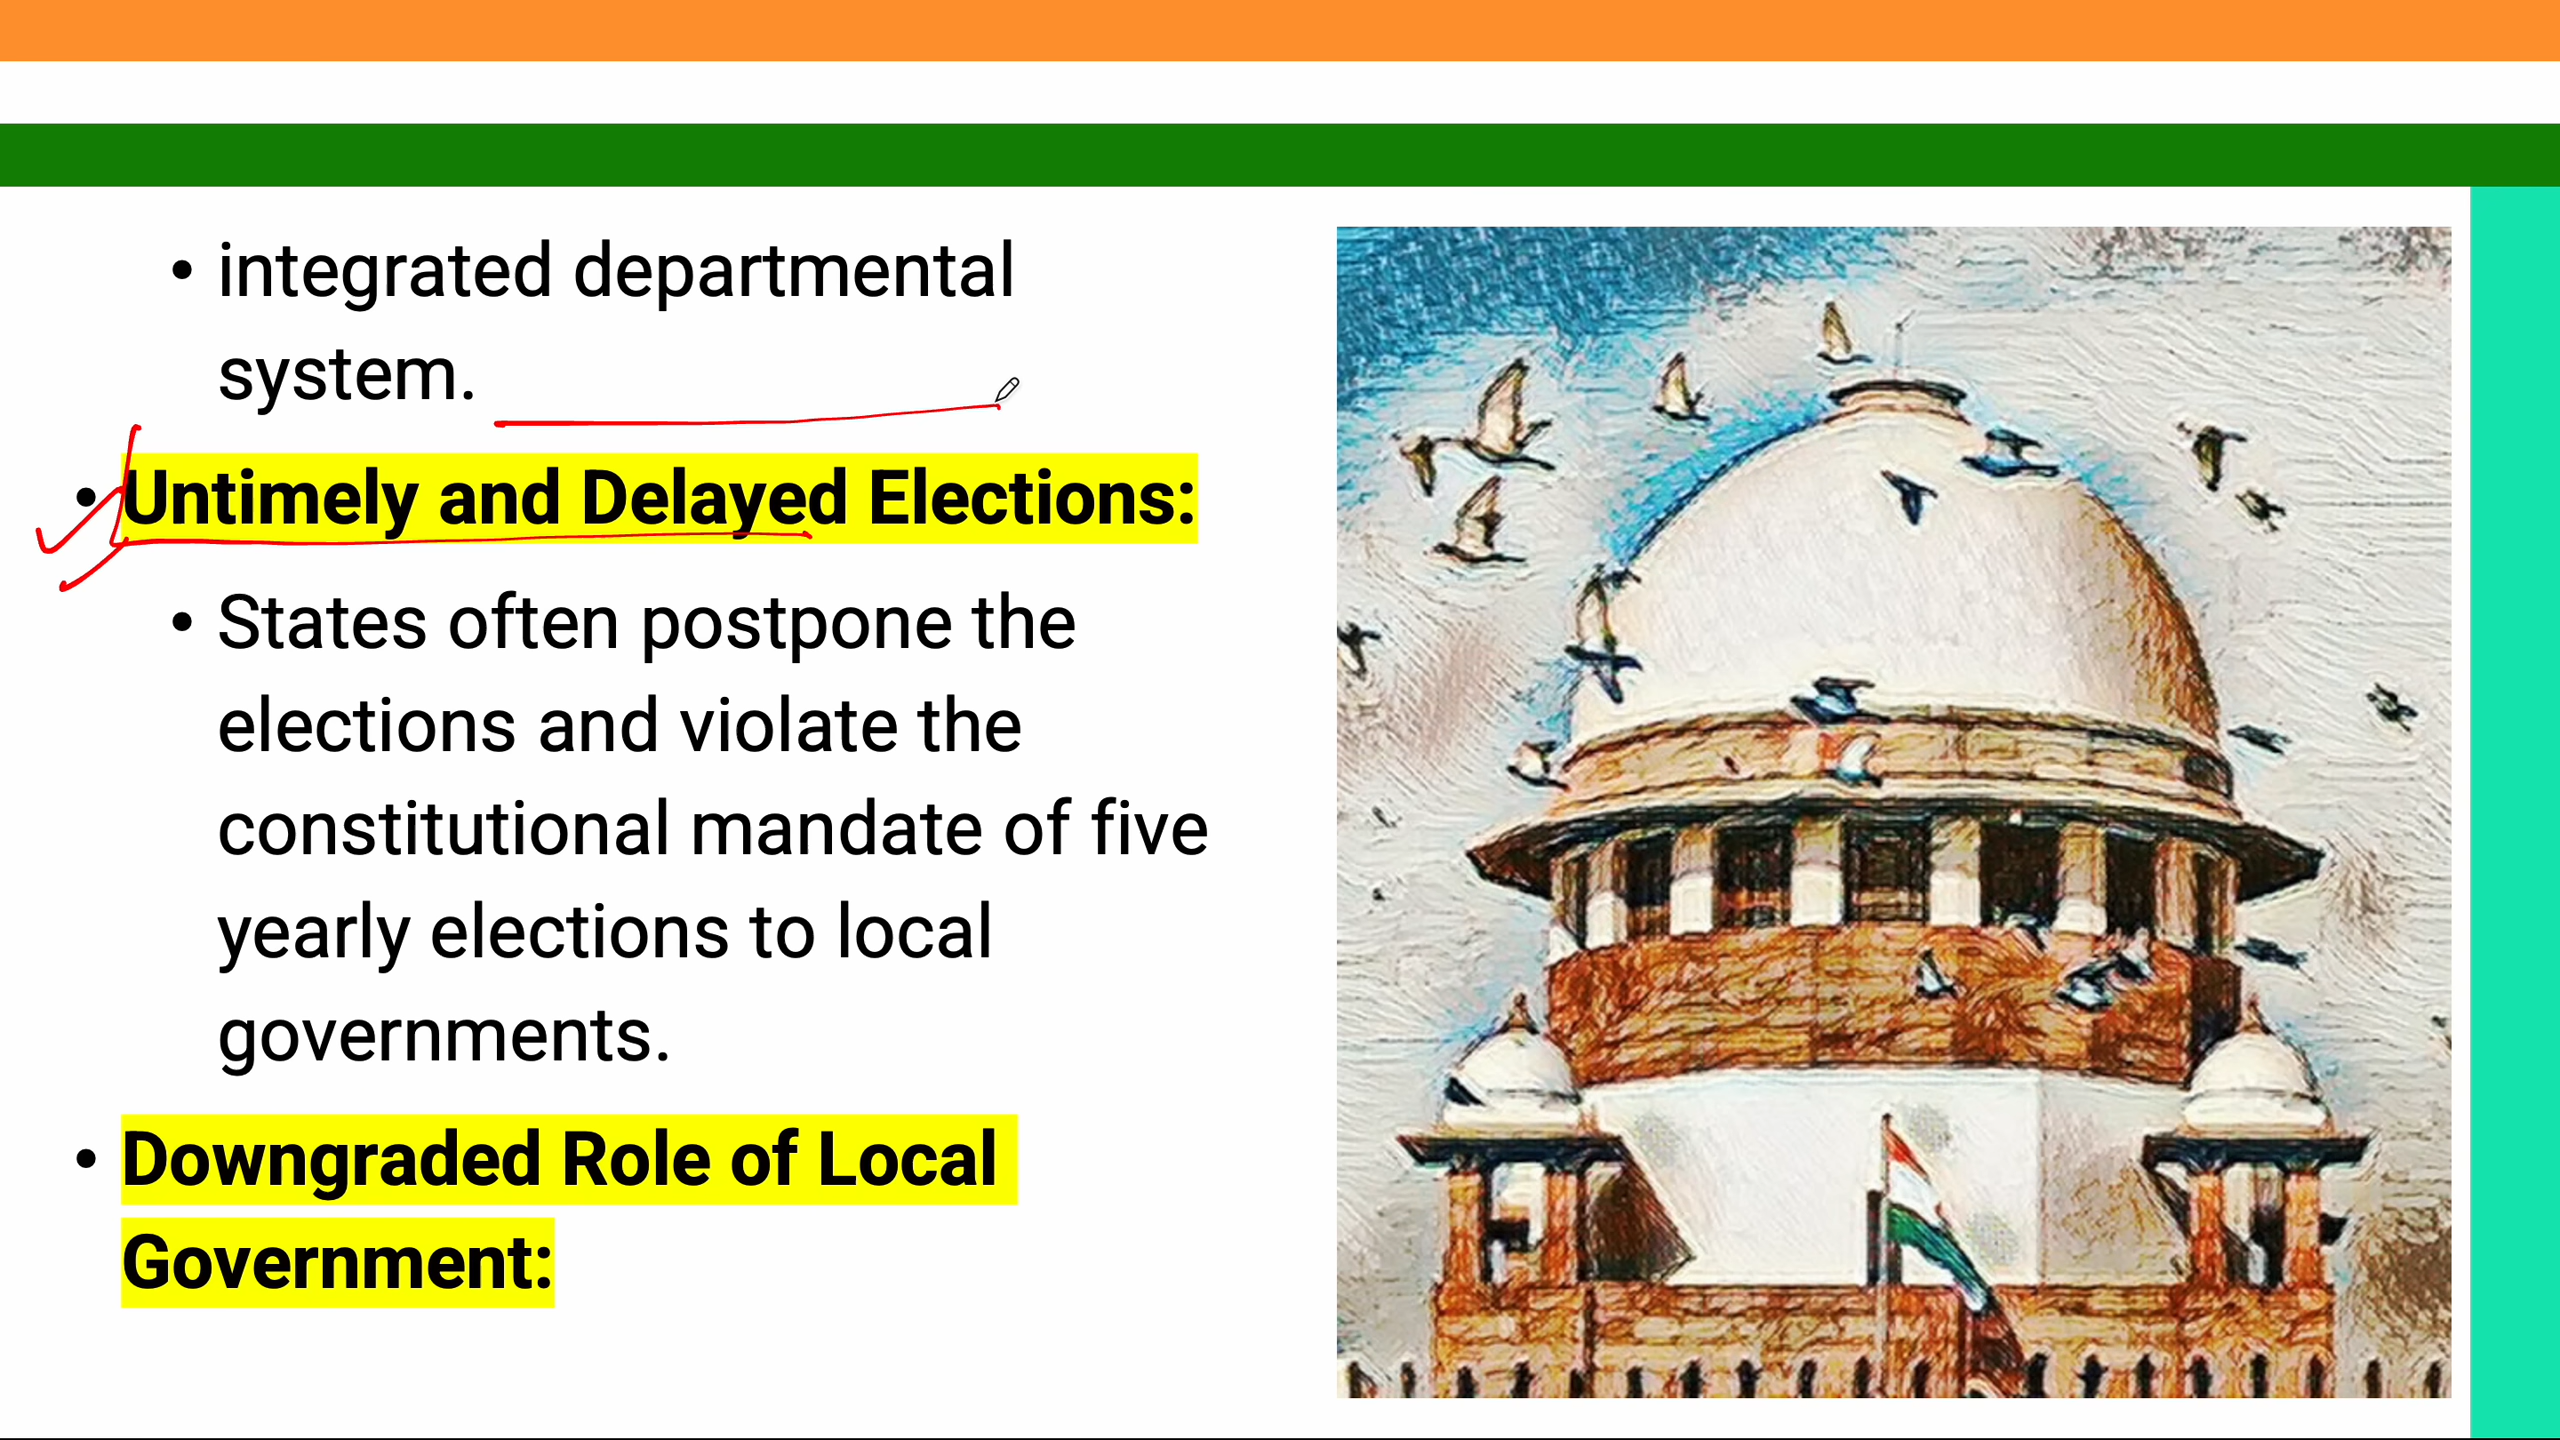 • integrated departmental
system.
• Untimely and Delayed Elections:
• States often postpone the
elections and violate the
constitutional mandate of five
yearly elections to local
governments.
• Downgraded Role of Local
Government: